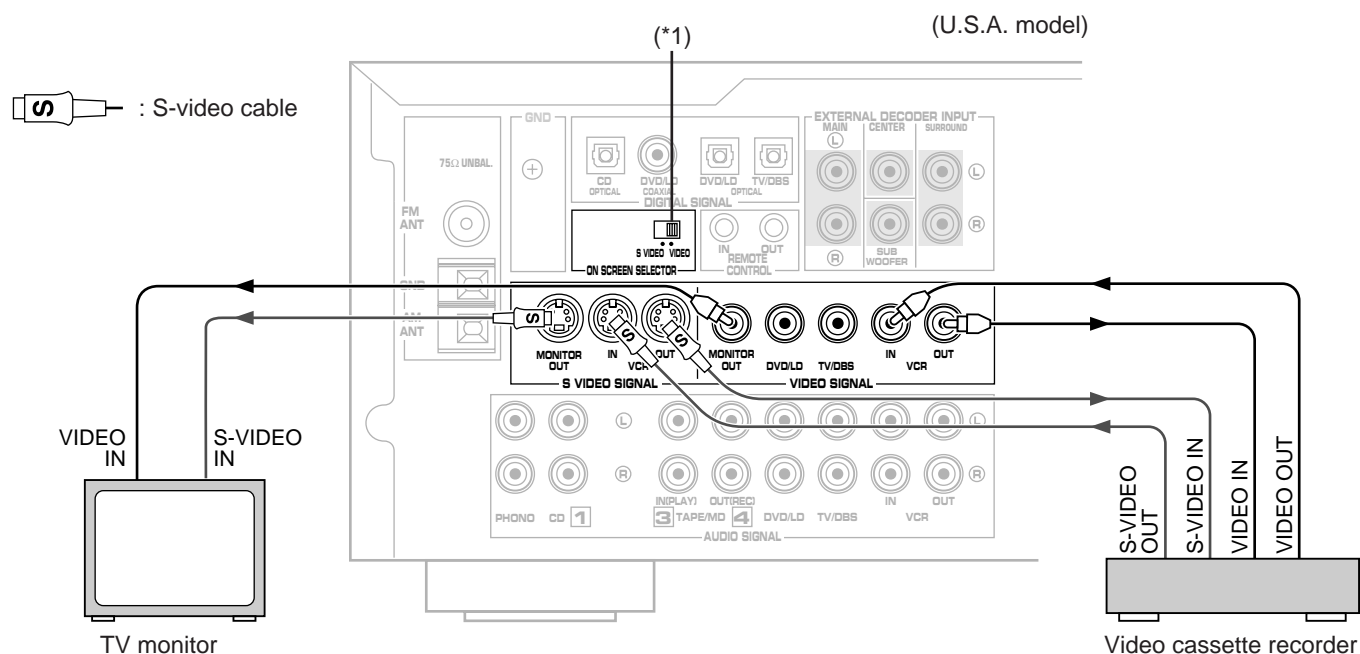 (U.S.A. model)
(*1)
S : S-video cable
GND
EXTERNAL DECODER INPUT
MAIN CENTER SURROUND
L
75Ω UNBAL.
+
L
CD DVD/LD DVD/LD TV/DBS
OPTICAL COAXIAL OPTICAL
DIGITAL SIGNAL
FM
ANT
R
S VIDEO VIDEO
IN OUT
REMOTE
CONTROL
R
SUB
WOOFER
ON SCREEN SELECTOR
GND
AM
ANT
S
S
S
MONITOR
OUT
IN OUT
VCR
MONITOR
OUT
DVD/LD TV/DBS
IN OUT
VCR
S VIDEO SIGNAL
VIDEO SIGNAL
L
L
VIDEO
IN
S-VIDEO
IN
R
R
IN(PLAY) OUT(REC)
IN OUT
PHONO CD 1 3 TAPE/MD 4 DVD/LD TV/DBS VCR
AUDIO SIGNAL
S-VIDEO
OUT
S-VIDEO IN
VIDEO IN
VIDEO OUT
TV monitor
Video cassette recorder